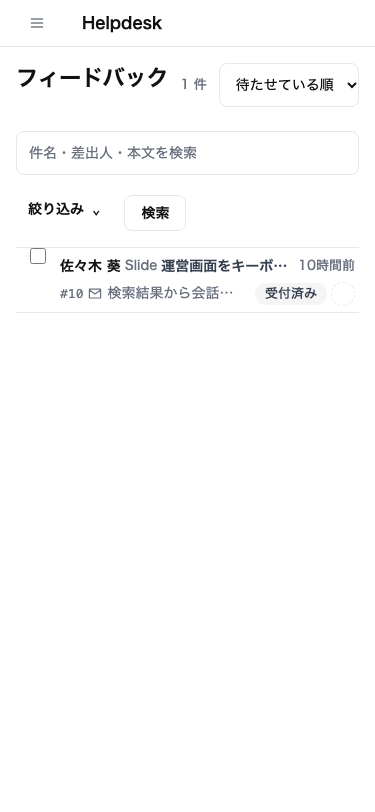 Helpdesk
フィードバック 1 件 待たせている順
件名・差出人・本文を検索
絞り込み 検索
佐々木 葵 Slide 運営画面をキーボ… 10時間前
#10 検索結果から会話… 受付済み